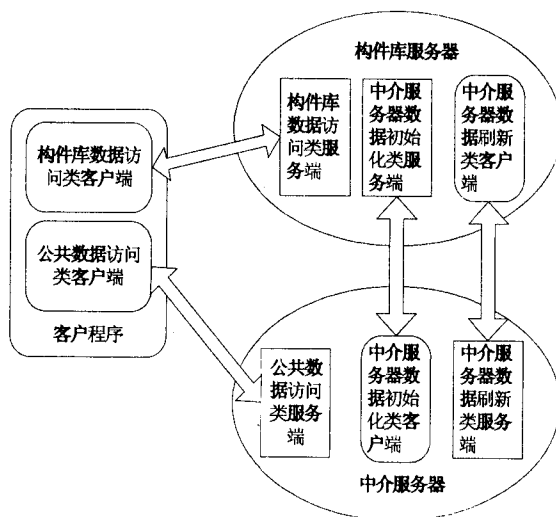 构件库服务器
构件库
数据访
问类服
务端
中介服
务器数
据初始
化类服
务端
中介服
务器数
据刷新
类客户
端
构件库数据访
问类客户端
公共数据访问
类客户端
客户程序
公共数
据访问
类服务
端
中介服
务器数
据初始
化类客
户端
中介服
务器数
据刷新
类服务
端
中介服务器